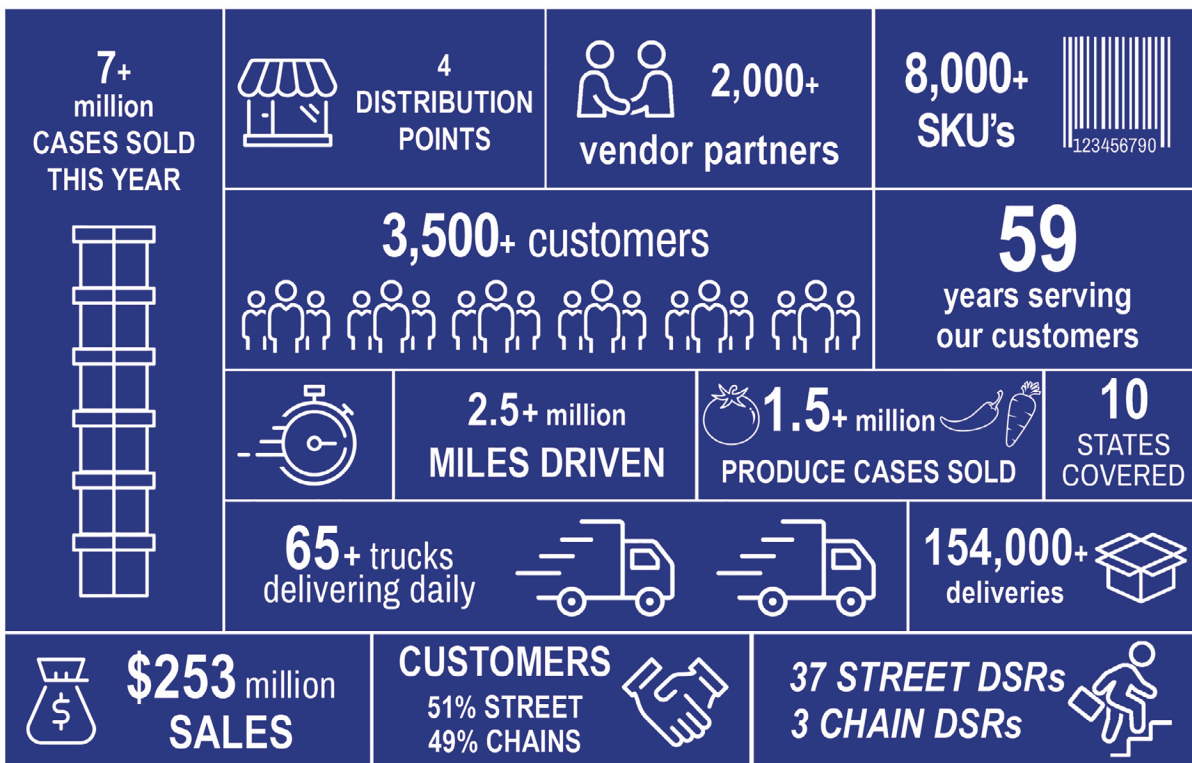 7+
million
CASES SOLD
THIS YEAR
4
DISTRIBUTION
POINTS
2,000+
vendor partners
8,000+
SKU's
123456790
3,500+ customers
59
years serving
our customers
2.5+ million
MILES DRIVEN
1.5+ million
PRODUCE CASES SOLD
10
STATES
COVERED
65+ trucks
delivering daily
154,000+
deliveries
$
$253 million
SALES
CUSTOMERS
51% STREET
49% CHAINS
37 STREET DSRs
3 CHAIN DSRs